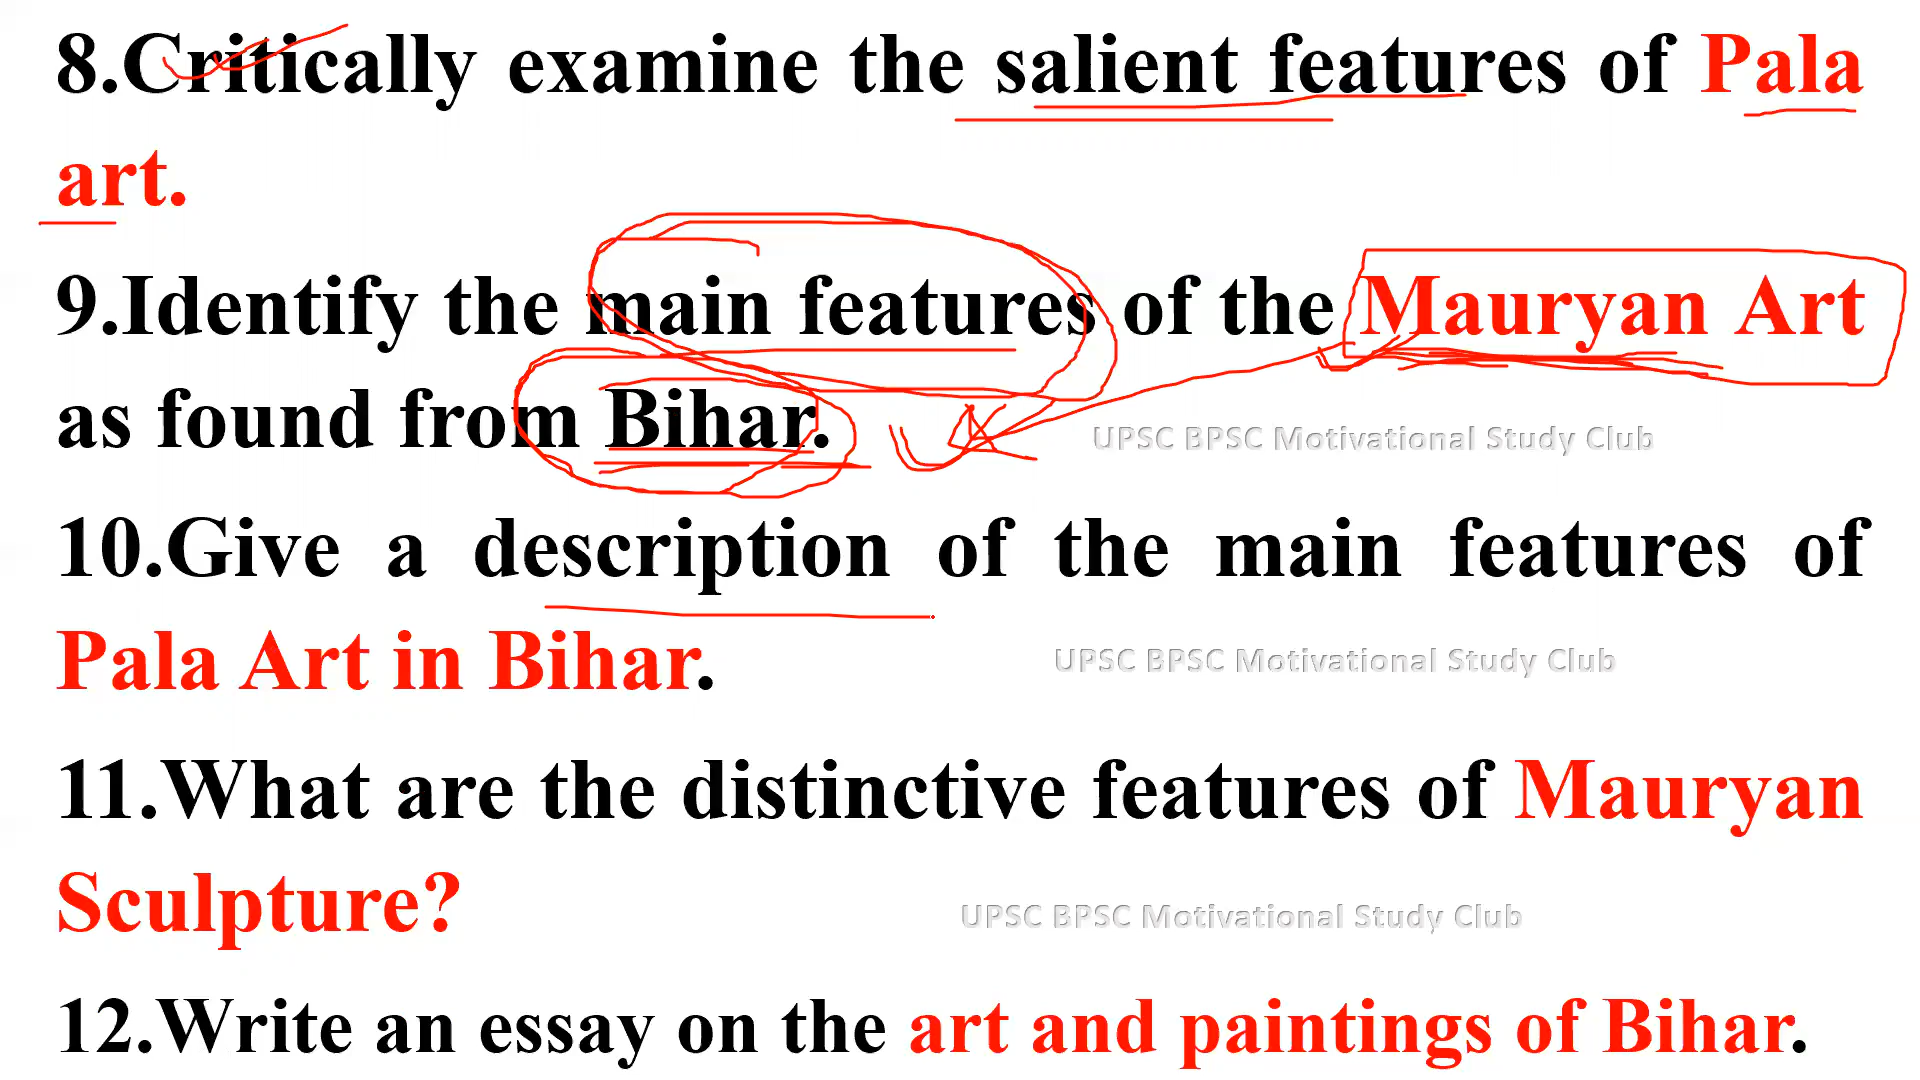 8.Critically examine the salient features of Pala
art.
9.Identify the main features of the Mauryan Art
as found from Bihar.
UPSC BPSC Motivational Study Club
10.Give a description of the main features of
Pala Art in Bihar.
UPSC BPSC Motivational Study Club
11.What are the distinctive features of Mauryan
Sculpture?
UPSC BPSC Motivational Study Club
12.Write an essay on the art and paintings of Bihar.